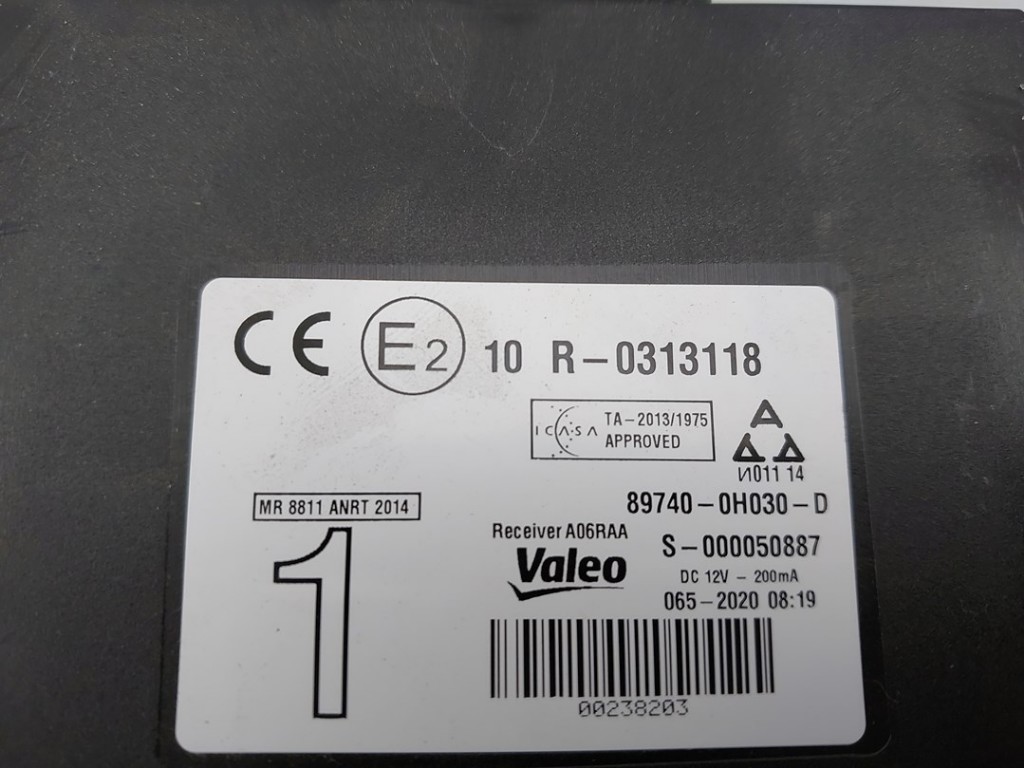 CE E2 10 R-0313118
ICASA TA-2013/1975
APPROVED
И011 14
MR 8811 ANRT 2014
89740-0H030-D
Receiver A06RAA
Valeo
S-000050887
DC 12V - 200mA
065-2020 08:19
1
00238203